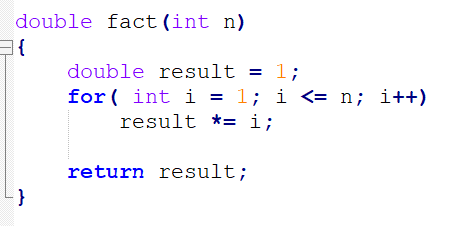 double fact(int n)
{
    double result = 1;
    for( int i = 1; i <= n; i++)
        result *= i;

    return result;
}